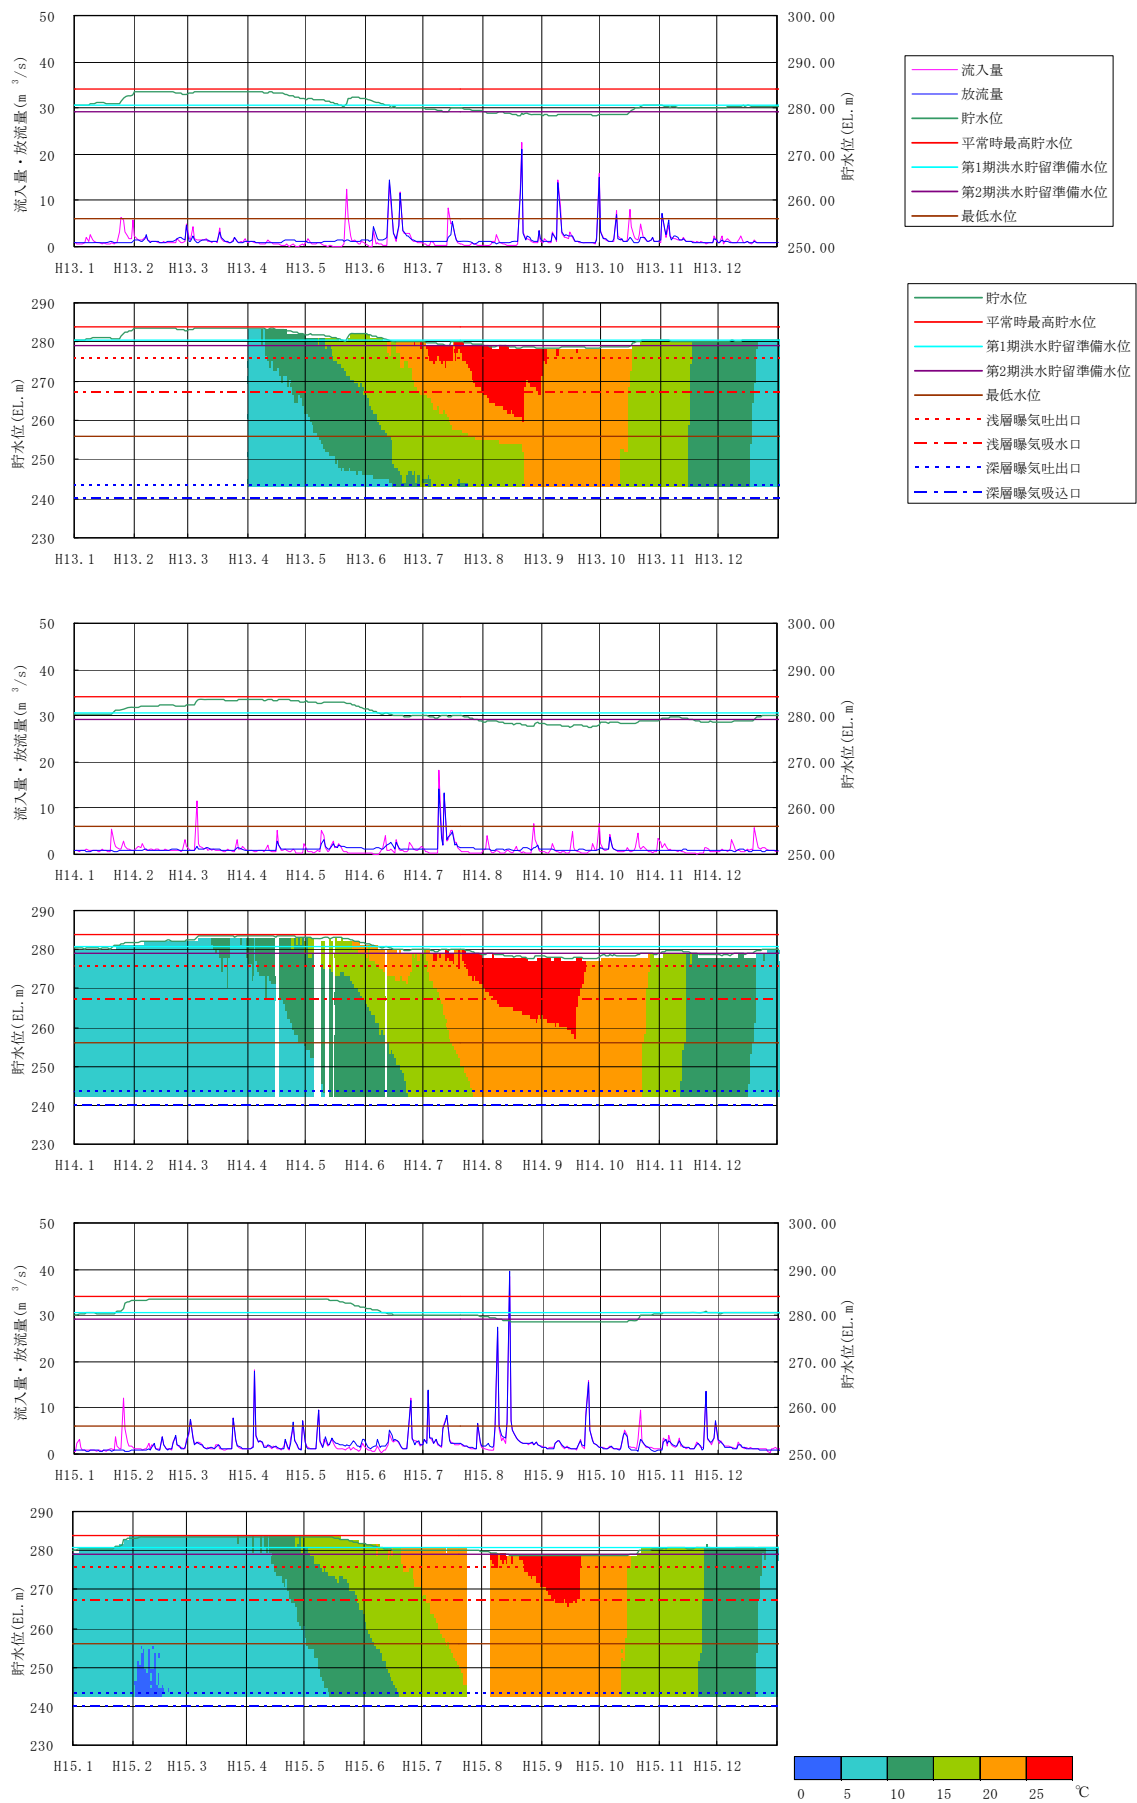 50
40
30
20
10
0
流入量・放流量(m³/s)
300.00
290.00
280.00
270.00
260.00
250.00
貯水位(EL.m)
H13.1 H13.2 H13.3 H13.4 H13.5 H13.6 H13.7 H13.8 H13.9 H13.10 H13.11 H13.12
流入量
放流量
貯水位
平常時最高貯水位
第1期洪水貯留準備水位
第2期洪水貯留準備水位
最低水位
290
280
270
260
250
240
230
貯水位(EL.m)
H13.1 H13.2 H13.3 H13.4 H13.5 H13.6 H13.7 H13.8 H13.9 H13.10 H13.11 H13.12
貯水位
平常時最高貯水位
第1期洪水貯留準備水位
第2期洪水貯留準備水位
最低水位
浅層曝気吐出口
浅層曝気吸水口
深層曝気吐出口
深層曝気吸込口
50
40
30
20
10
0
流入量・放流量(m³/s)
300.00
290.00
280.00
270.00
260.00
250.00
貯水位(EL.m)
H14.1 H14.2 H14.3 H14.4 H14.5 H14.6 H14.7 H14.8 H14.9 H14.10 H14.11 H14.12
290
280
270
260
250
240
230
貯水位(EL.m)
H14.1 H14.2 H14.3 H14.4 H14.5 H14.6 H14.7 H14.8 H14.9 H14.10 H14.11 H14.12
50
40
30
20
10
0
流入量・放流量(m³/s)
300.00
290.00
280.00
270.00
260.00
250.00
貯水位(EL.m)
H15.1 H15.2 H15.3 H15.4 H15.5 H15.6 H15.7 H15.8 H15.9 H15.10 H15.11 H15.12
290
280
270
260
250
240
230
貯水位(EL.m)
H15.1 H15.2 H15.3 H15.4 H15.5 H15.6 H15.7 H15.8 H15.9 H15.10 H15.11 H15.12
0 5 10 15 20 25 ℃